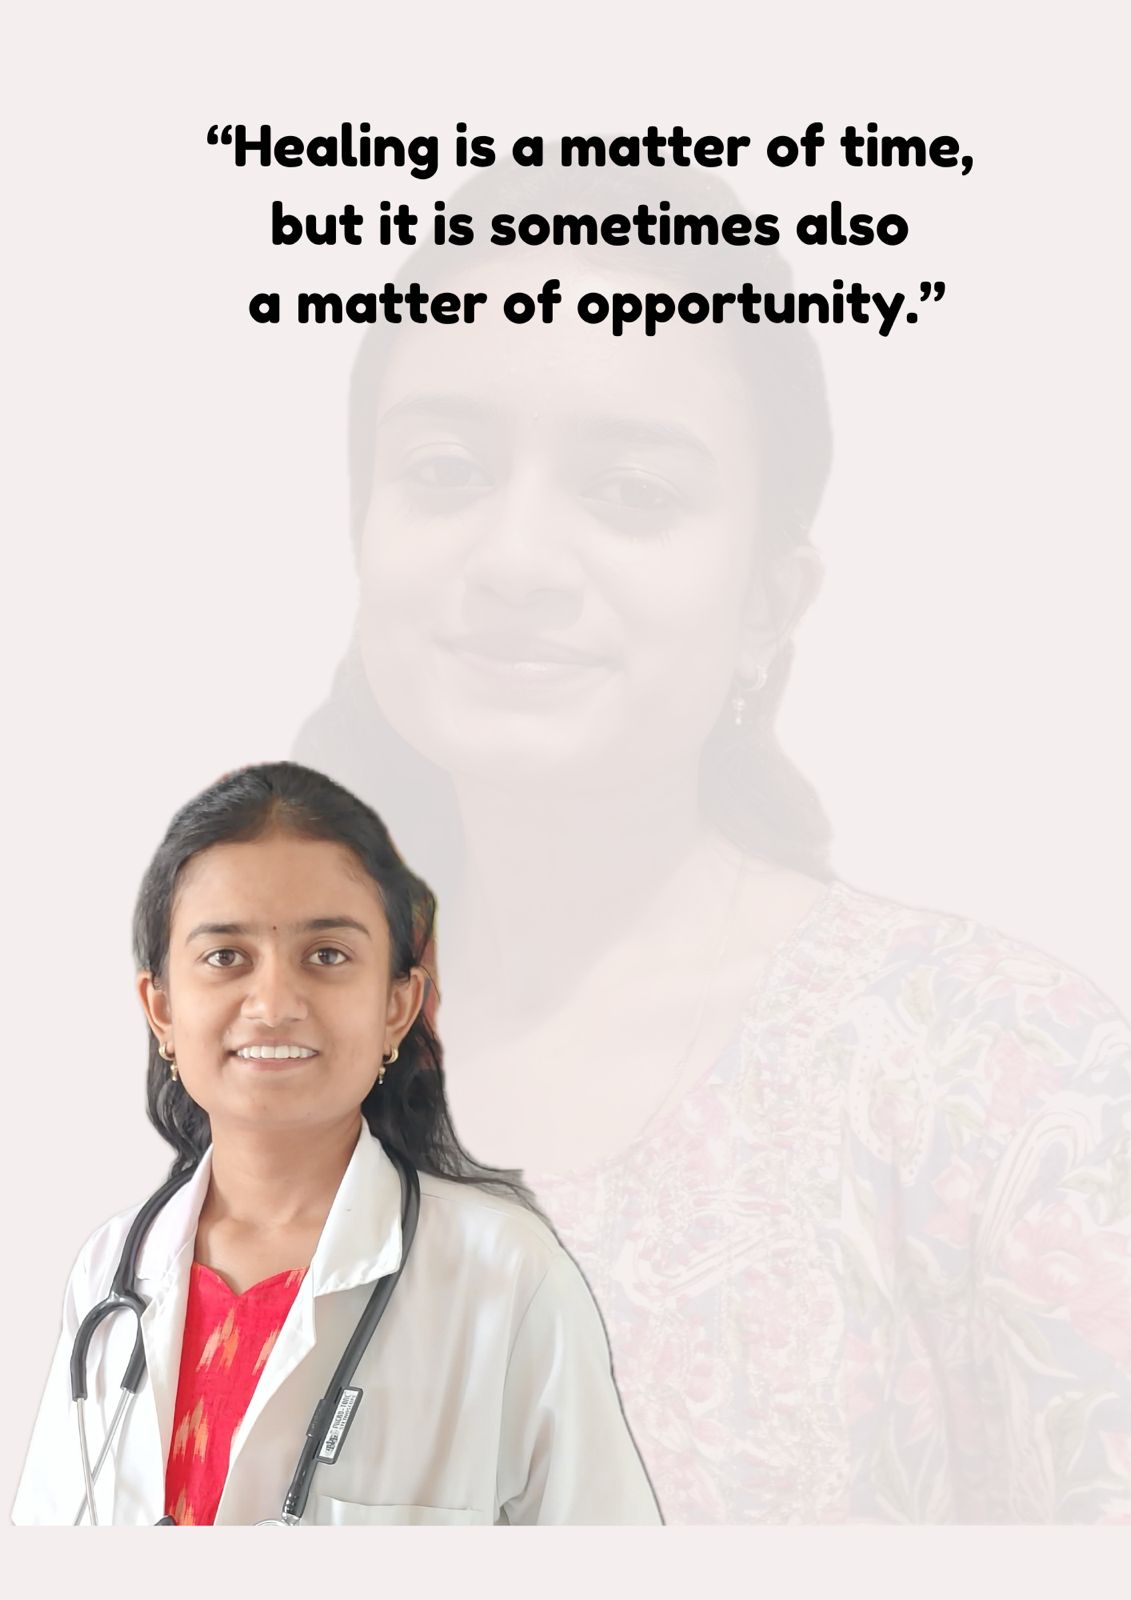 “Healing is a matter of time,
but it is sometimes also
a matter of opportunity.”